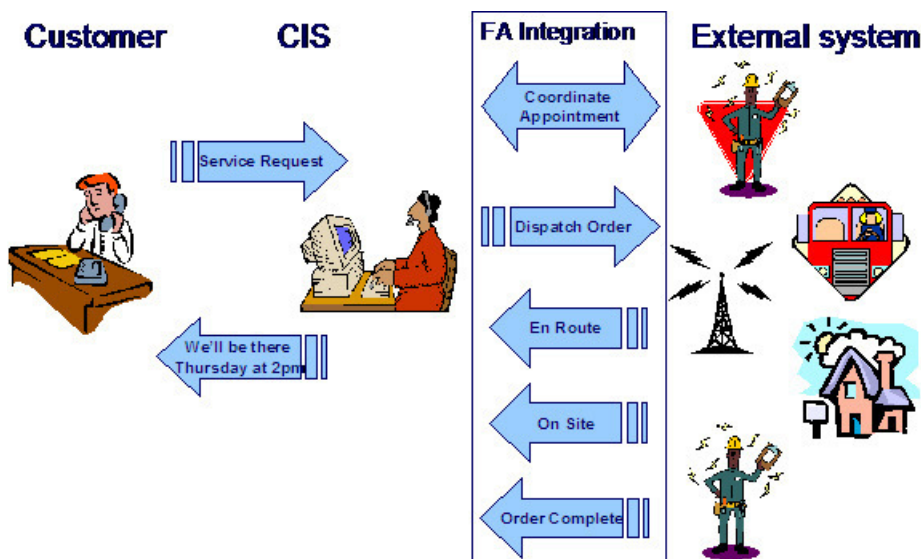 Customer
CIS
FA Integration
External system
Coordinate
Appointment
Service Request
Dispatch Order
We'll be there
Thursday at 2pm
En Route
On Site
Order Complete